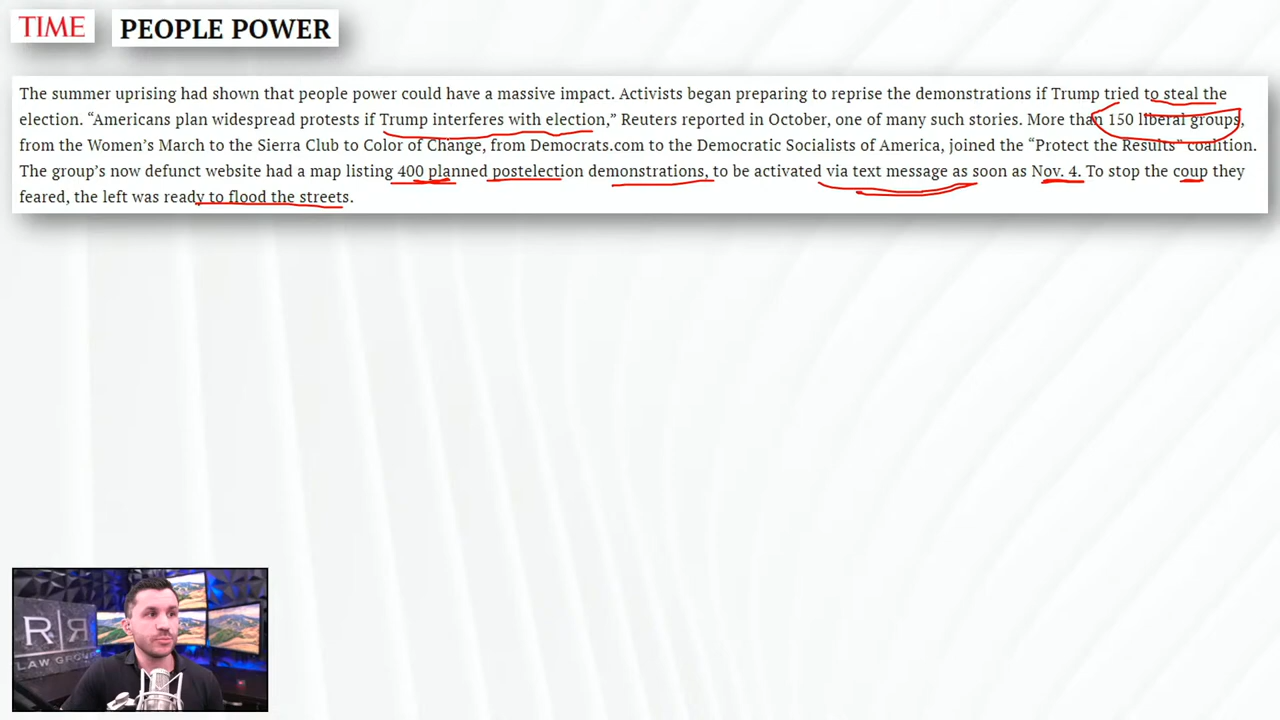 TIME PEOPLE POWER
The summer uprising had shown that people power could have a massive impact. Activists began preparing to reprise the demonstrations if Trump tried to steal the
election. “Americans plan widespread protests if Trump interferes with election,” Reuters reported in October, one of many such stories. More than 150 liberal groups,
from the Women’s March to the Sierra Club to Color of Change, from Democrats.com to the Democratic Socialists of America, joined the “Protect the Results” coalition.
The group’s now defunct website had a map listing 400 planned postelection demonstrations, to be activated via text message as soon as Nov. 4. To stop the coup they
feared, the left was ready to flood the streets.
R|R
LAW GROUP